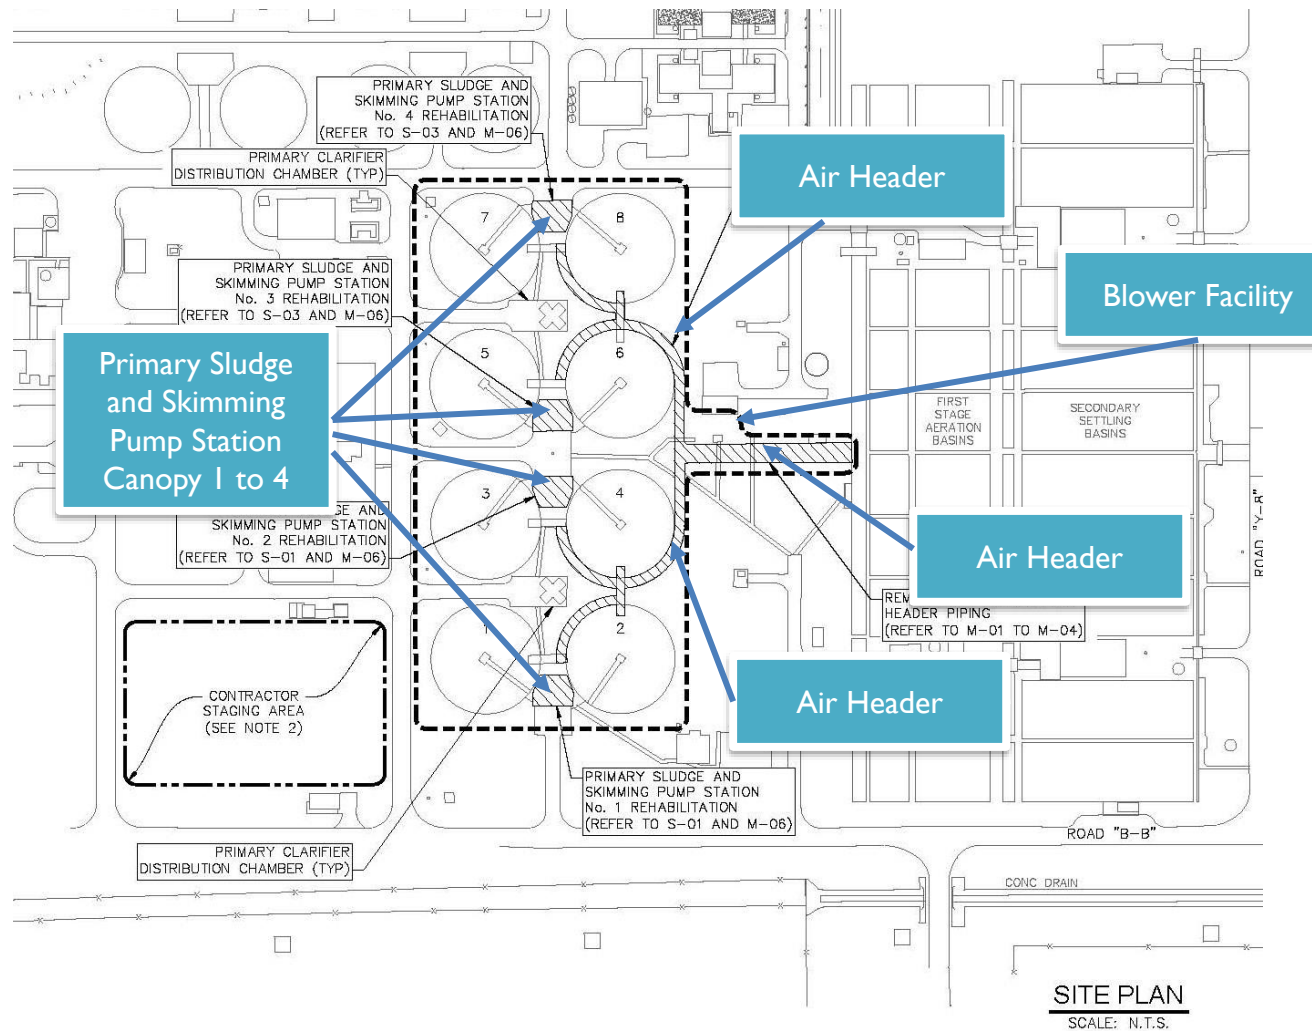 PRIMARY SLUDGE AND
SKIMMING PUMP STATION
No. 4 REHABILITATION
(REFER TO S-03 AND M-06)
PRIMARY CLARIFIER
DISTRIBUTION CHAMBER (TYP)
Air Header
7
8
PRIMARY SLUDGE AND
SKIMMING PUMP STATION
No. 3 REHABILITATION
(REFER TO S-03 AND M-06)
Blower Facility
Primary Sludge
and Skimming
Pump Station
Canopy 1 to 4
5
6
FIRST
STAGE
AERATION
BASINS
SECONDARY
SETTLING
BASINS
3
4
AND
SKIMMING PUMP STATION
No. 2 REHABILITATION
(REFER TO S-01 AND M-06)
Air Header
ROAD "Y-8"
HEADER PIPING
(REFER TO M-01 TO M-04)
1
2
CONTRACTOR
STAGING AREA
(SEE NOTE 2)
Air Header
PRIMARY SLUDGE AND
SKIMMING PUMP STATION
No. 1 REHABILITATION
(REFER TO S-01 AND M-06)
ROAD "B-B"
PRIMARY CLARIFIER
DISTRIBUTION CHAMBER (TYP)
CONC DRAIN
SITE PLAN
SCALE: N.T.S.